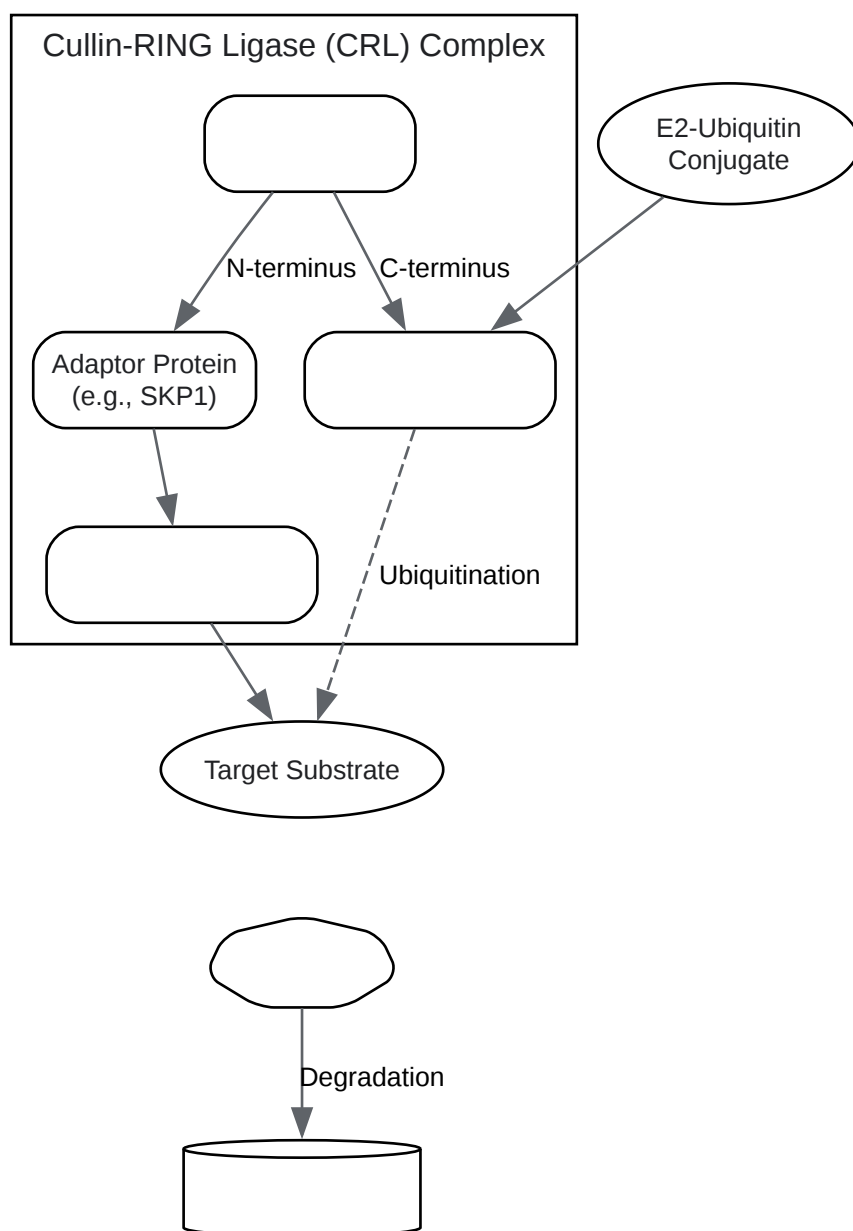 Cullin-RING Ligase (CRL) Complex
E2-Ubiquitin
Conjugate
N-terminus
C-terminus
Adaptor Protein
(e.g., SKP1)
Ubiquitination
Target Substrate
Degradation